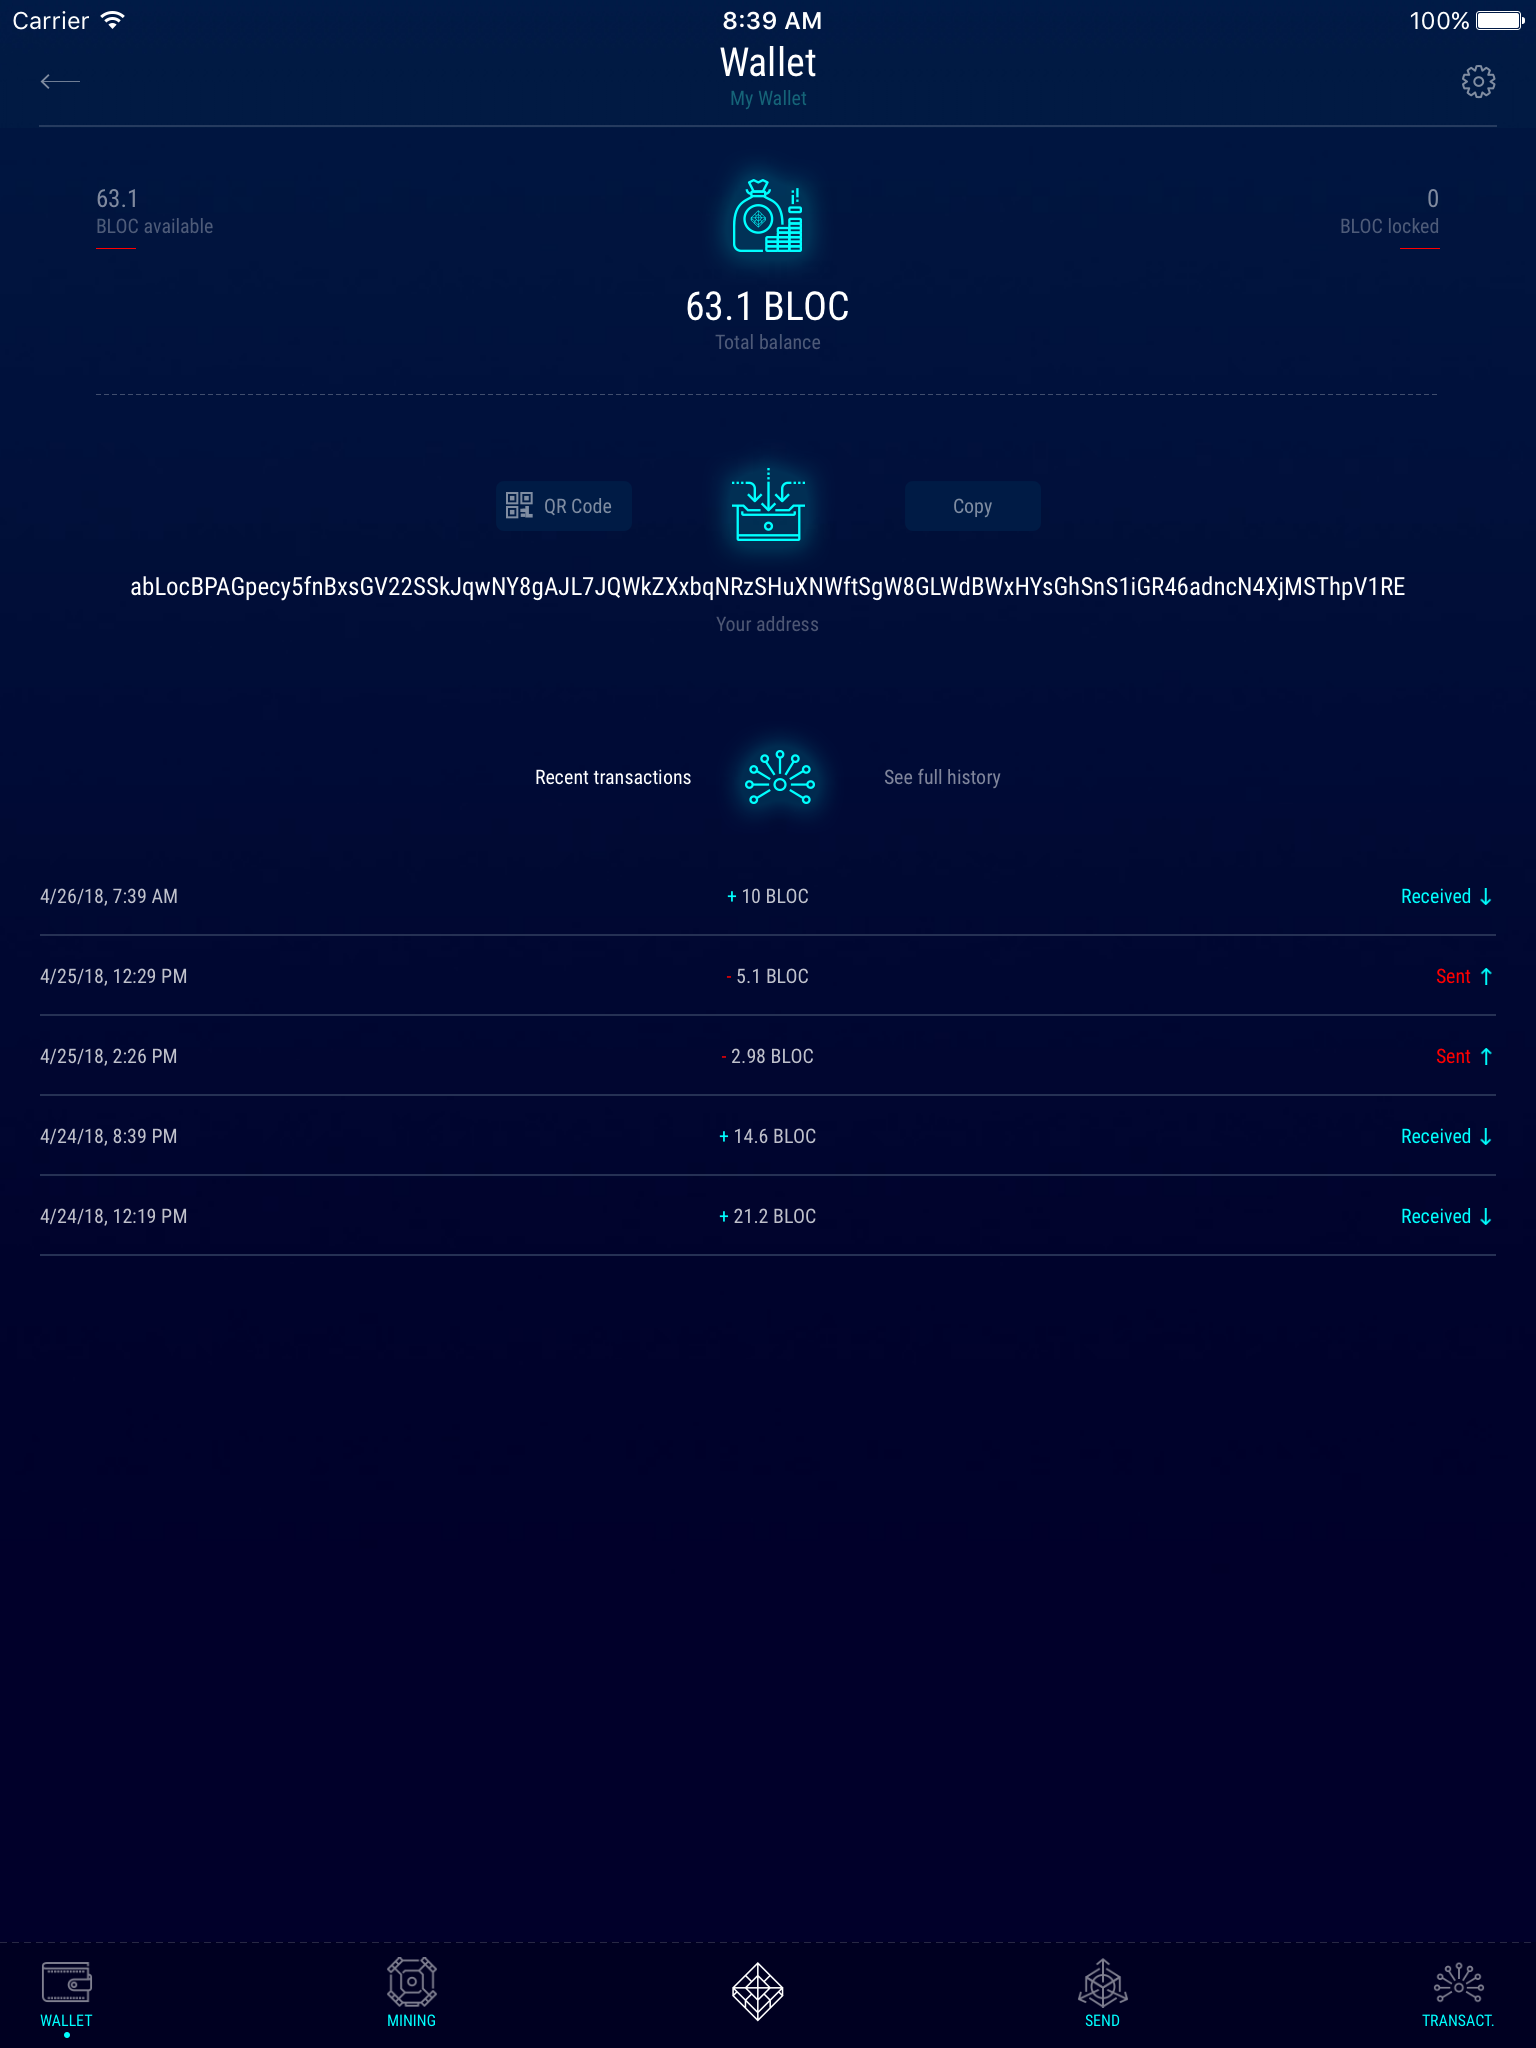 Carrier 8:39 AM 100%
Wallet
My Wallet
63.1
BLOC available
0
BLOC locked
63.1 BLOC
Total balance
QR Code
Copy
abLocBPAGpecy5fnBxsGV22SSkJqwNY8gAJL7JQWkZXxbqNRzSHuXNWftSgW8GLWdBWxHYsGhSnS1iGR46adncN4XjMSThpV1RE
Your address
Recent transactions
See full history
4/26/18, 7:39 AM + 10 BLOC Received ↓
4/25/18, 12:29 PM - 5.1 BLOC Sent ↑
4/25/18, 2:26 PM - 2.98 BLOC Sent ↑
4/24/18, 8:39 PM + 14.6 BLOC Received ↓
4/24/18, 12:19 PM + 21.2 BLOC Received ↓
WALLET MINING SEND TRANSACT.